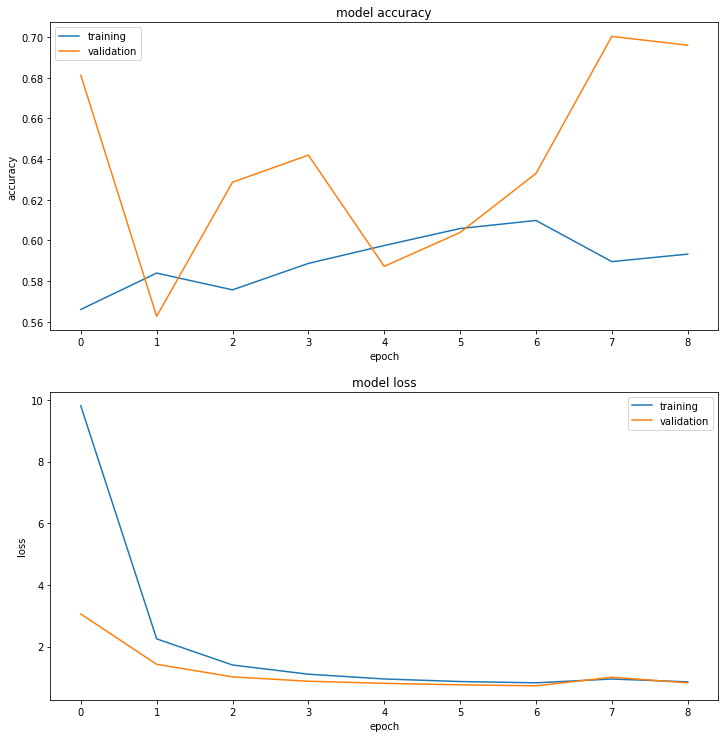 model accuracy
training
validation
0.70
0.68
0.66
0.64
0.62
0.60
0.58
0.56
accuracy
0 1 2 3 4 5 6 7 8
epoch
model loss
training
validation
10
8
6
4
2
loss
0 1 2 3 4 5 6 7 8
epoch